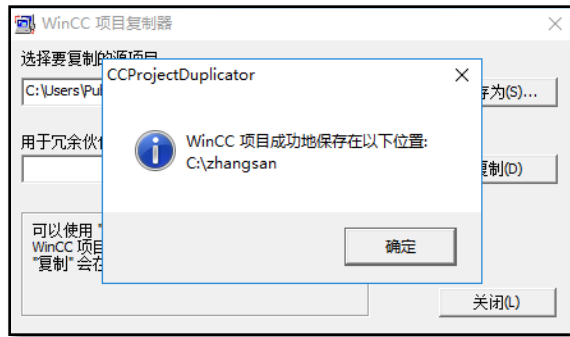 WinCC 项目复制器
选择要复制的源项目
CCProjectDuplicator
C:\Users\Pul
存为(S)...
WinCC 项目成功地保存在以下位置:
C:\zhangsan
用于冗余伙伴
复制(D)
可以使用 "
WinCC 项目
"复制" 会在
确定
关闭(L)